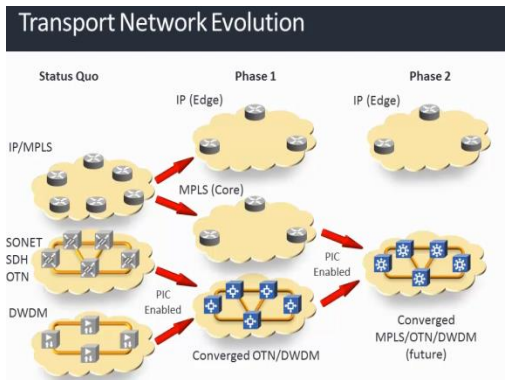 Transport Network Evolution
Status Quo
Phase 1
Phase 2
IP (Edge)
IP (Edge)
IP/MPLS
MPLS (Core)
SONET
SDH
OTN
PIC
Enabled
PIC
Enabled
DWDM
Converged OTN/DWDM
Converged
MPLS/OTN/DWDM
(future)